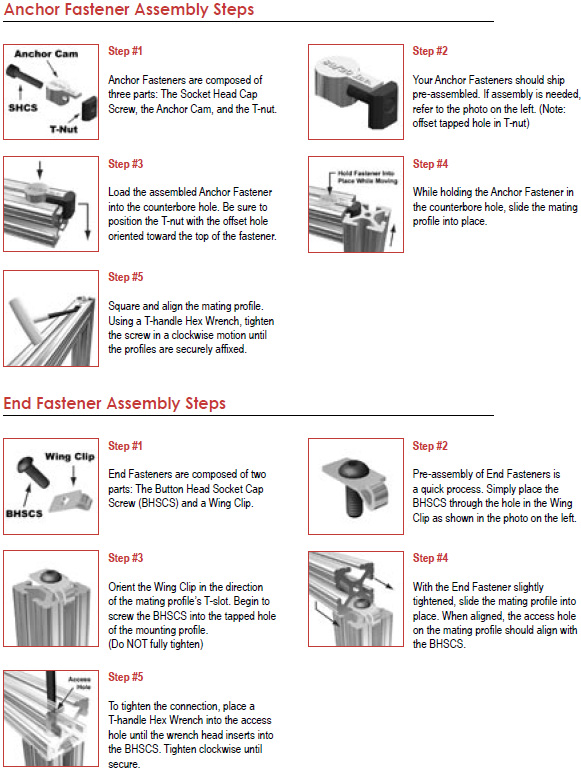 Anchor Fastener Assembly Steps
Anchor Cam
SHCS
T-Nut
Step #1
Anchor Fasteners are composed of
three parts: The Socket Head Cap
Screw, the Anchor Cam, and the T-nut.
Step #2
Your Anchor Fasteners should ship
pre-assembled. If assembly is needed,
refer to the photo on the left. (Note:
offset tapped hole in T-nut)
Step #3
Load the assembled Anchor Fastener
into the counterbore hole. Be sure to
position the T-nut with the offset hole
oriented toward the top of the fastener.
Hold Fastener Into
Place While Moving
Step #4
While holding the Anchor Fastener in
the counterbore hole, slide the mating
profile into place.
Step #5
Square and align the mating profile.
Using a T-handle Hex Wrench, tighten
the screw in a clockwise motion until
the profiles are securely affixed.
End Fastener Assembly Steps
Wing Clip
BHSCS
Step #1
End Fasteners are composed of two
parts: The Button Head Socket Cap
Screw (BHSCS) and a Wing Clip.
Step #2
Pre-assembly of End Fasteners is
a quick process. Simply place the
BHSCS through the hole in the Wing
Clip as shown in the photo on the left.
Step #3
Orient the Wing Clip in the direction
of the mating profile's T-slot. Begin to
screw the BHSCS into the tapped hole
of the mounting profile.
(Do NOT fully tighten)
Step #4
With the End Fastener slightly
tightened, slide the mating profile into
place. When aligned, the access hole
on the mating profile should align with
the BHSCS.
Access
Hole
Step #5
To tighten the connection, place a
T-handle Hex Wrench into the access
hole until the wrench head inserts into
the BHSCS. Tighten clockwise until
secure.